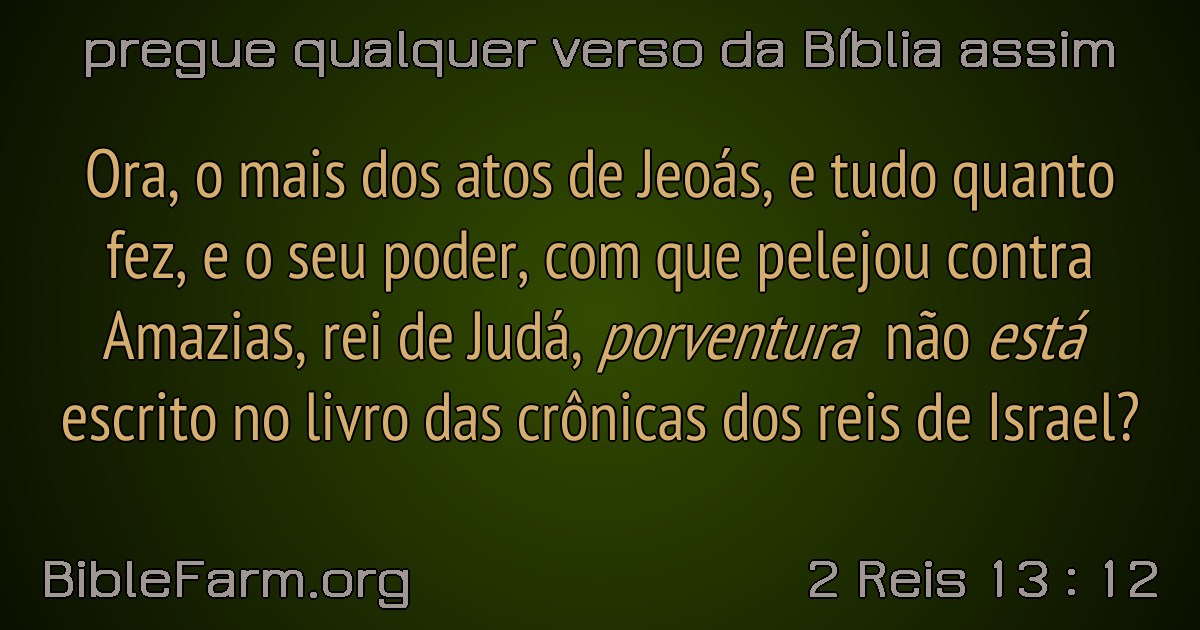 pregue qualquer verso da Bíblia assim
Ora, o mais dos atos de Jeoás, e tudo quanto
fez, e o seu poder, com que pelejou contra
Amazias, rei de Judá, porventura não está
escrito no livro das crônicas dos reis de Israel?
BibleFarm.org
2 Reis 13 : 12